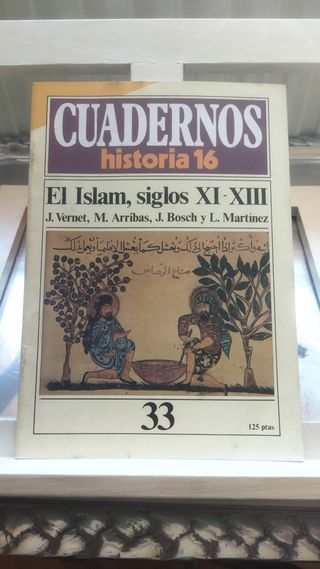 CUADERNOS
historia 16
El Islam, siglos XI-XIII
J. Vernet, M. Arribas, J. Bosch y L. Martínez
33
125 ptas